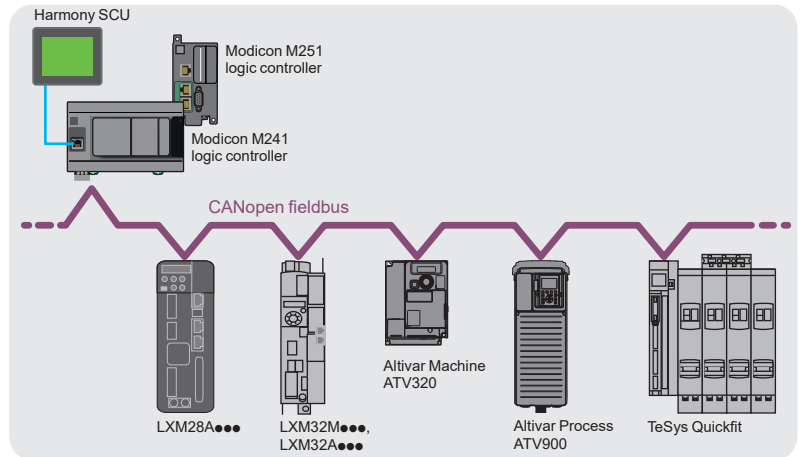 Harmony SCU
Modicon M251
logic controller
Modicon M241
logic controller
CANopen fieldbus
LXM28A●●●
LXM32M●●●,
LXM32A●●●
Altivar Machine
ATV320
Altivar Process
ATV900
TeSys Quickfit